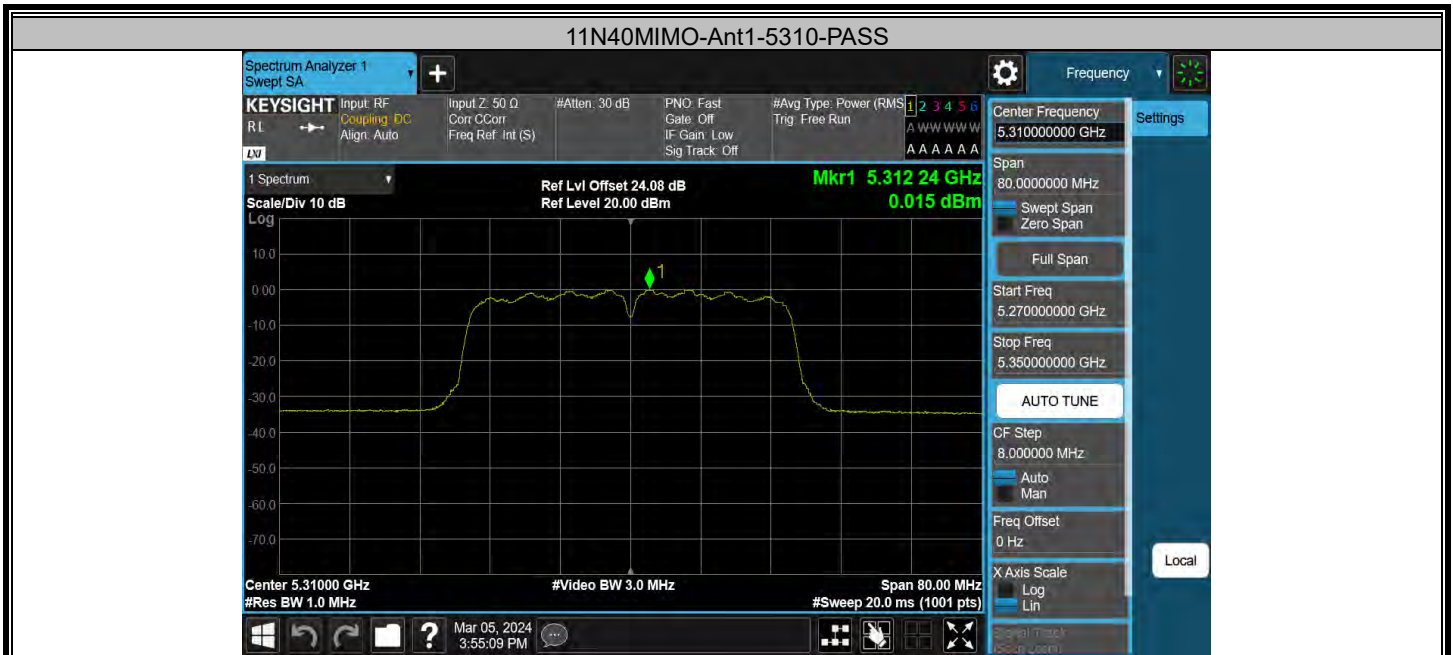 11N40MIMO-Ant1-5310-PASS
Spectrum Analyzer 1
Swept SA
+
Frequency
KEYSIGHT
RL
LXI
Input: RF
Coupling: DC
Align: Auto
Input Z: 50 Ω
Corr CCorr
Freq Ref: Int (S)
#Atten: 30 dB
PNO: Fast
Gate: Off
IF Gain: Low
Sig Track: Off
#Avg Type: Power (RMS
Trig: Free Run
1 2 3 4 5 6
A W W W W W
A A A A A A
1 Spectrum
Scale/Div 10 dB
Ref Lvl Offset 24.08 dB
Ref Level 20.00 dBm
Mkr1 5.312 24 GHz
0.015 dBm
Log
10.0
0.00
-10.0
-20.0
-30.0
-40.0
-50.0
-60.0
-70.0
1
Center 5.31000 GHz
#Res BW 1.0 MHz
#Video BW 3.0 MHz
Span 80.00 MHz
#Sweep 20.0 ms (1001 pts)
Center Frequency
5.310000000 GHz
Settings
Span
80.0000000 MHz
Swept Span
Zero Span
Full Span
Start Freq
5.270000000 GHz
Stop Freq
5.350000000 GHz
AUTO TUNE
CF Step
8.000000 MHz
Auto
Man
Freq Offset
0 Hz
X Axis Scale
Log
Lin
Local
?
Mar 05, 2024
3:55:09 PM